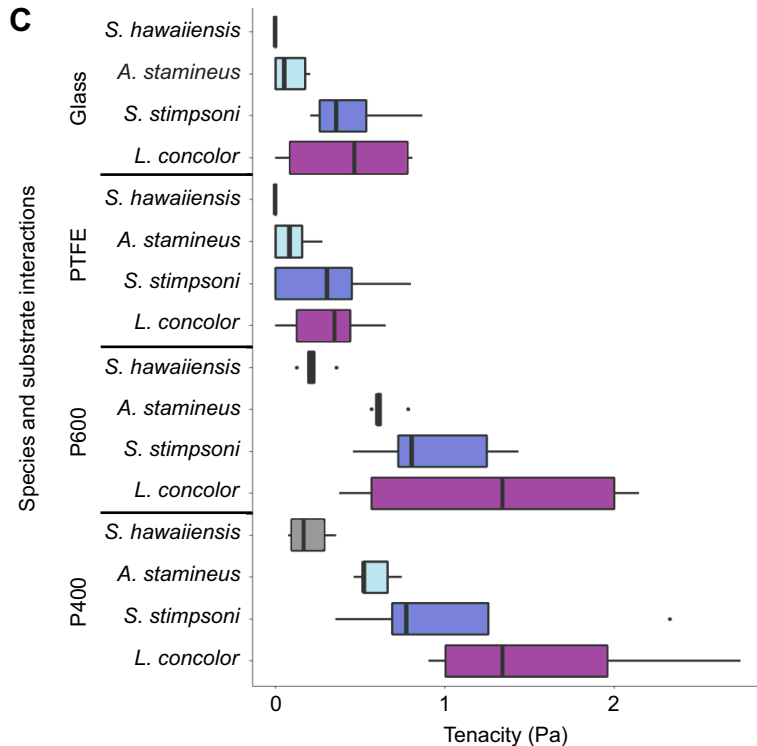 C
Species and substrate interactions
Glass
S. hawaiiensis
A. stamineus
S. stimpsoni
L. concolor
PTFE
S. hawaiiensis
A. stamineus
S. stimpsoni
L. concolor
P600
S. hawaiiensis
A. stamineus
S. stimpsoni
L. concolor
P400
S. hawaiiensis
A. stamineus
S. stimpsoni
L. concolor
0 1 2
Tenacity (Pa)